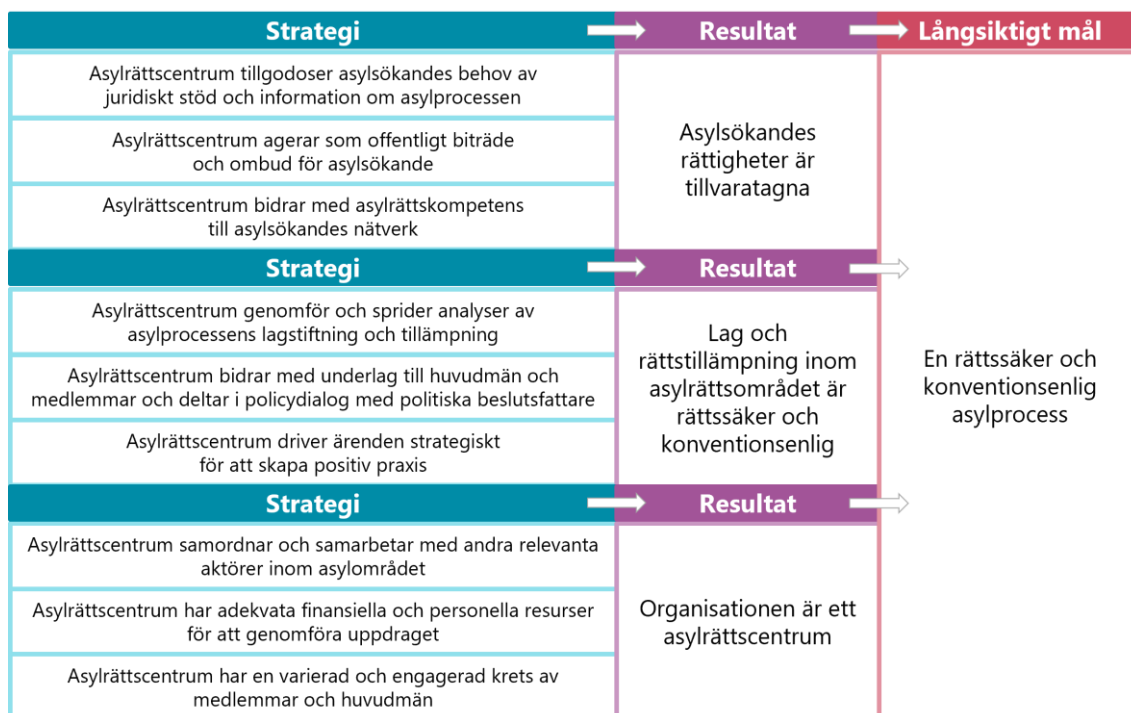 Strategi
Resultat
Långsiktigt mål
Asylrättscentrum tillgodoser asylsökandes behov av
juridiskt stöd och information om asylprocessen
Asylrättscentrum agerar som offentligt biträde
och ombud för asylsökande
Asylrättscentrum bidrar med asylrättskompetens
till asylsökandes nätverk
Asylsökandes
rättigheter är
tillvaratagna
Strategi
Resultat
Asylrättscentrum genomför och sprider analyser av
asylprocessens lagstiftning och tillämpning
Asylrättscentrum bidrar med underlag till huvudmän och
medlemmar och deltar i policydialog med politiska beslutsfattare
Asylrättscentrum driver ärenden strategiskt
för att skapa positiv praxis
Lag och
rättstillämpning inom
asylrättsområdet är
rättssäker och
konventionsenlig
En rättssäker och
konventionsenlig
asylprocess
Strategi
Resultat
Asylrättscentrum samordnar och samarbetar med andra relevanta
aktörer inom asylområdet
Asylrättscentrum har adekvata finansiella och personella resurser
för att genomföra uppdraget
Asylrättscentrum har en varierad och engagerad krets av
medlemmar och huvudmän
Organisationen är ett
asylrättscentrum